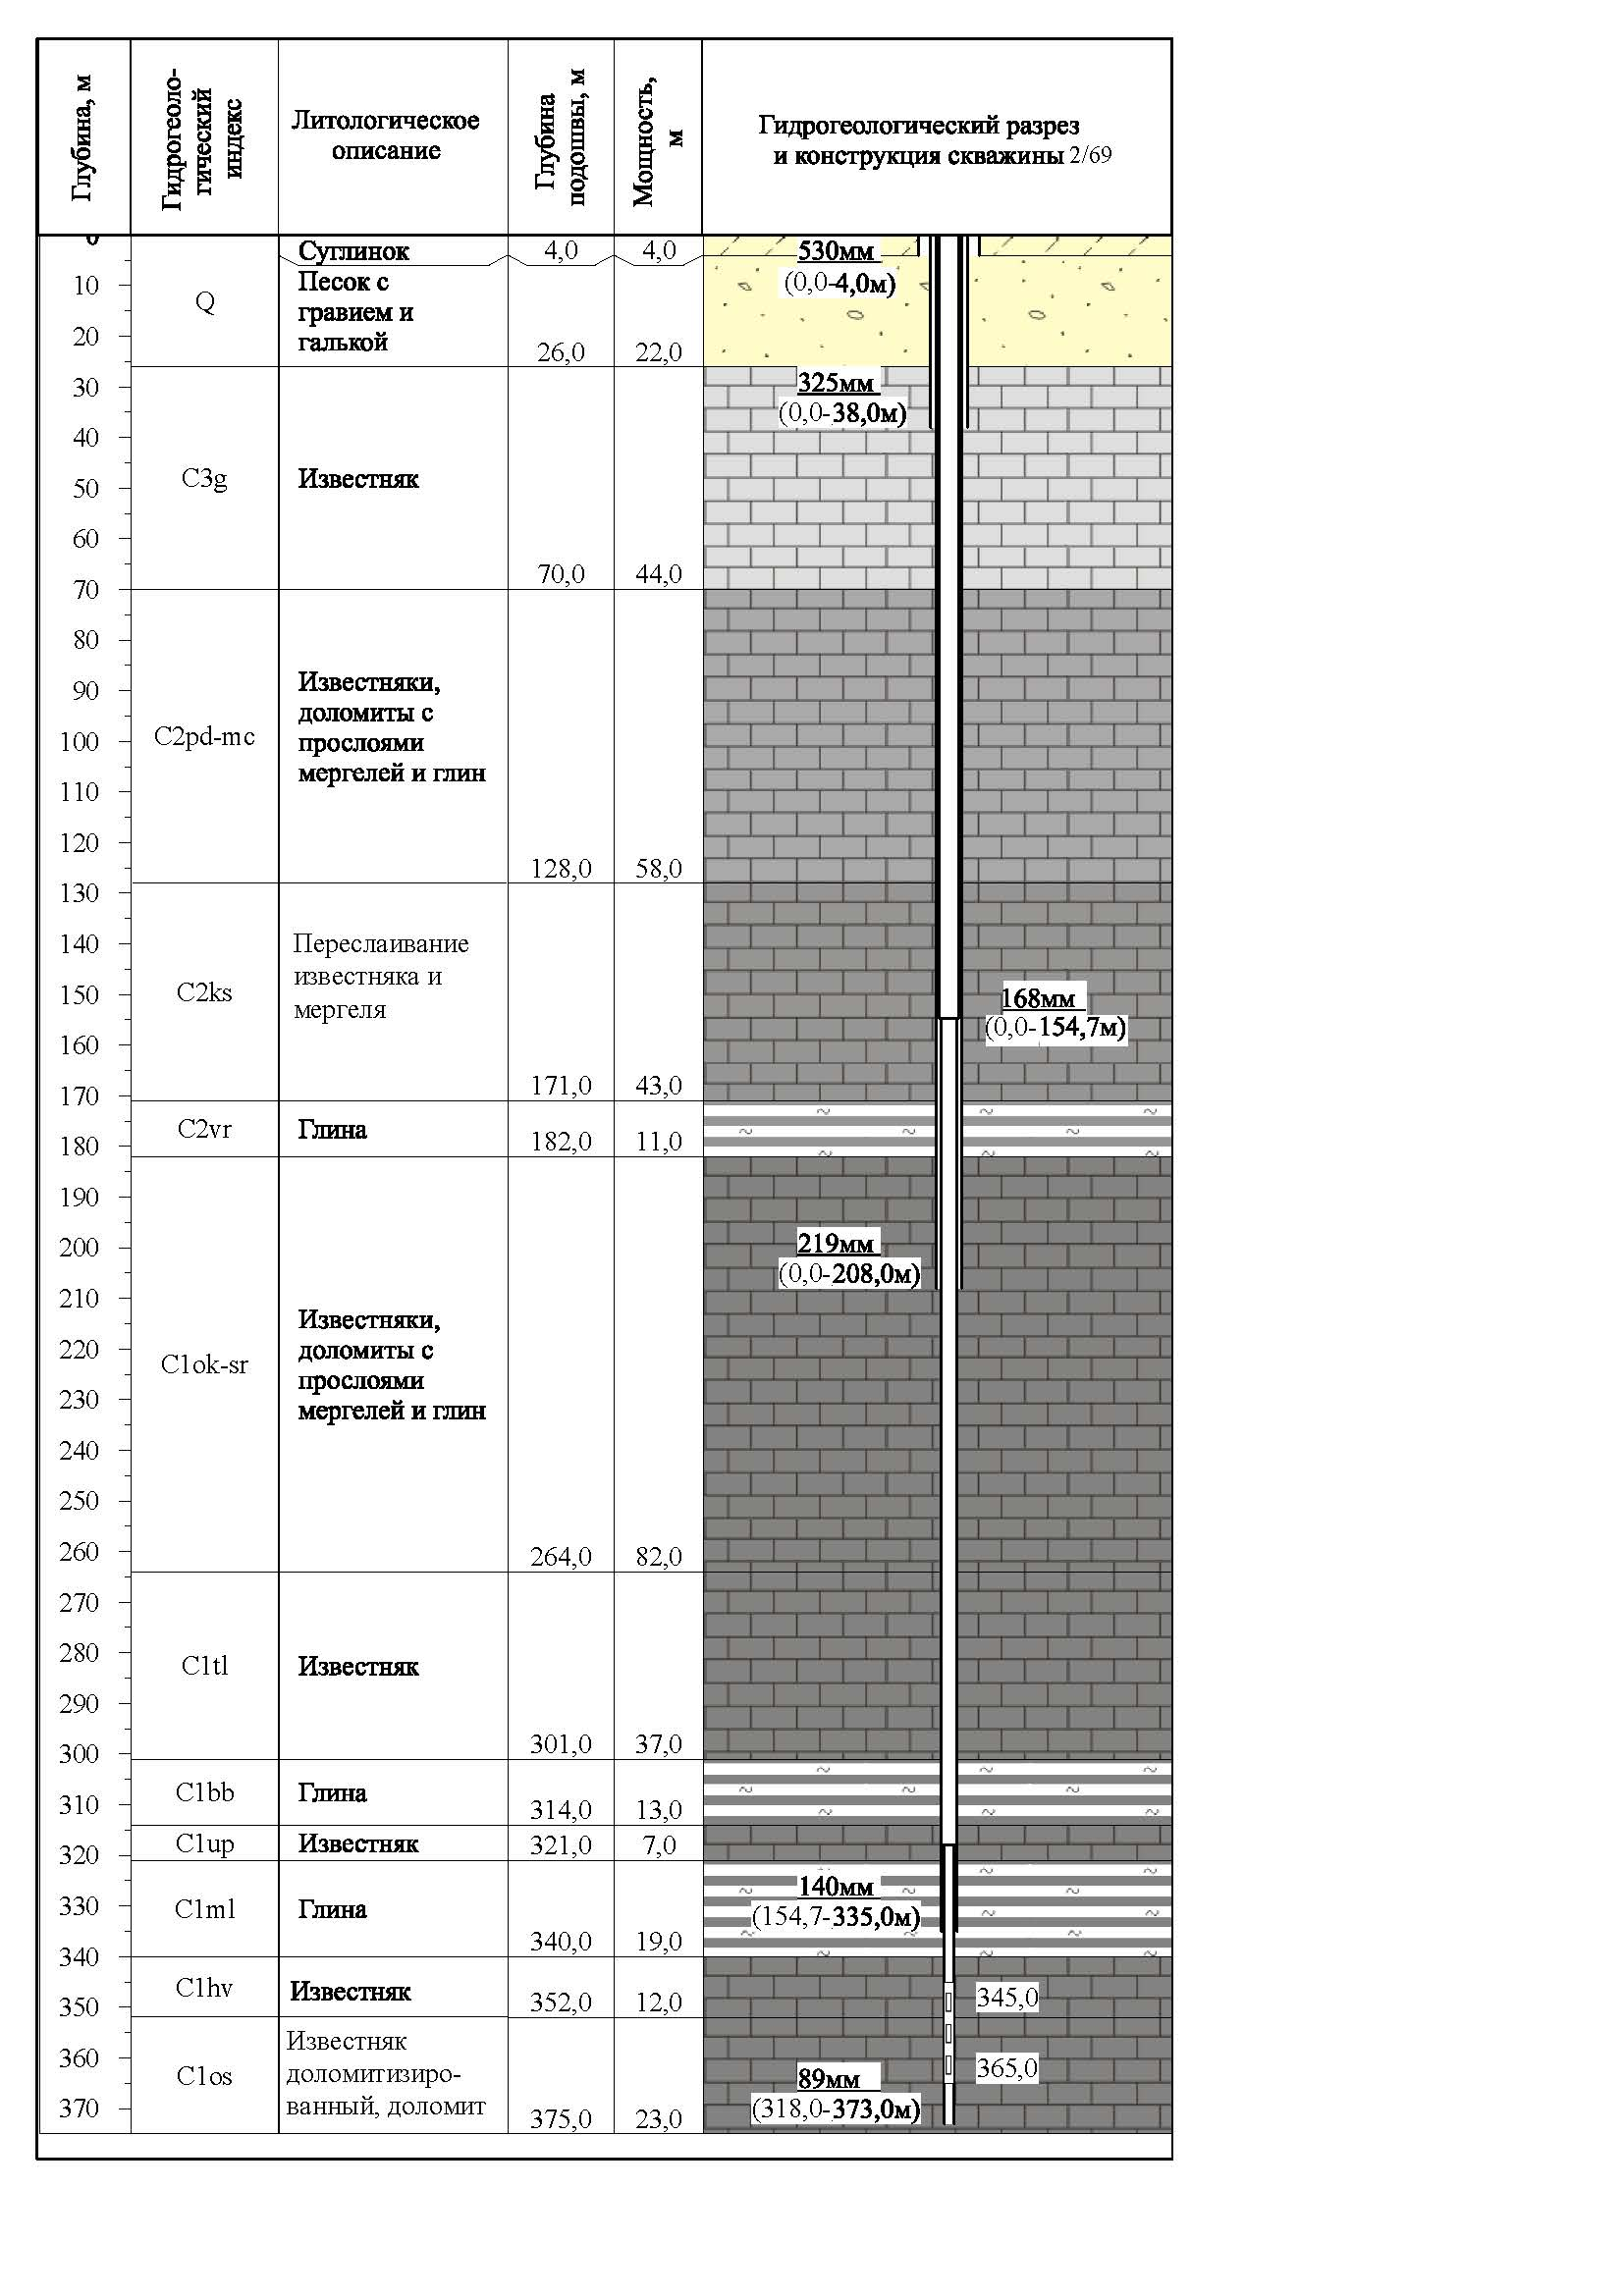 Глубина, м
Гидрогеоло-
гический
индекс
Литологическое
описание
Глубина
подошвы, м
Мощность,
м
Гидрогеологический разрез
и конструкция скважины 2/69
0
10
20
30
40
50
60
70
80
90
100
110
120
130
140
150
160
170
180
190
200
210
220
230
240
250
260
270
280
290
300
310
320
330
340
350
360
370
Q
Суглинок
4,0
4,0
Песок с
гравием и
галькой
26,0
22,0
C3g
Известняк
70,0
44,0
C2pd-mc
Известняки,
доломиты с
прослоями
мергелей и глин
128,0
58,0
C2ks
Переслаивание
известняка и
мергеля
171,0
43,0
C2vr
Глина
182,0
11,0
C1ok-sr
Известняки,
доломиты с
прослоями
мергелей и глин
264,0
82,0
C1tl
Известняк
301,0
37,0
C1bb
Глина
314,0
13,0
C1up
Известняк
321,0
7,0
C1ml
Глина
340,0
19,0
C1hv
Известняк
352,0
12,0
C1os
Известняк
доломитизиро-
ванный, доломит
375,0
23,0
530мм
(0,0-4,0м)
325мм
(0,0-38,0м)
168мм
(0,0-154,7м)
219мм
(0,0-208,0м)
140мм
(154,7-335,0м)
345,0
365,0
89мм
(318,0-373,0м)